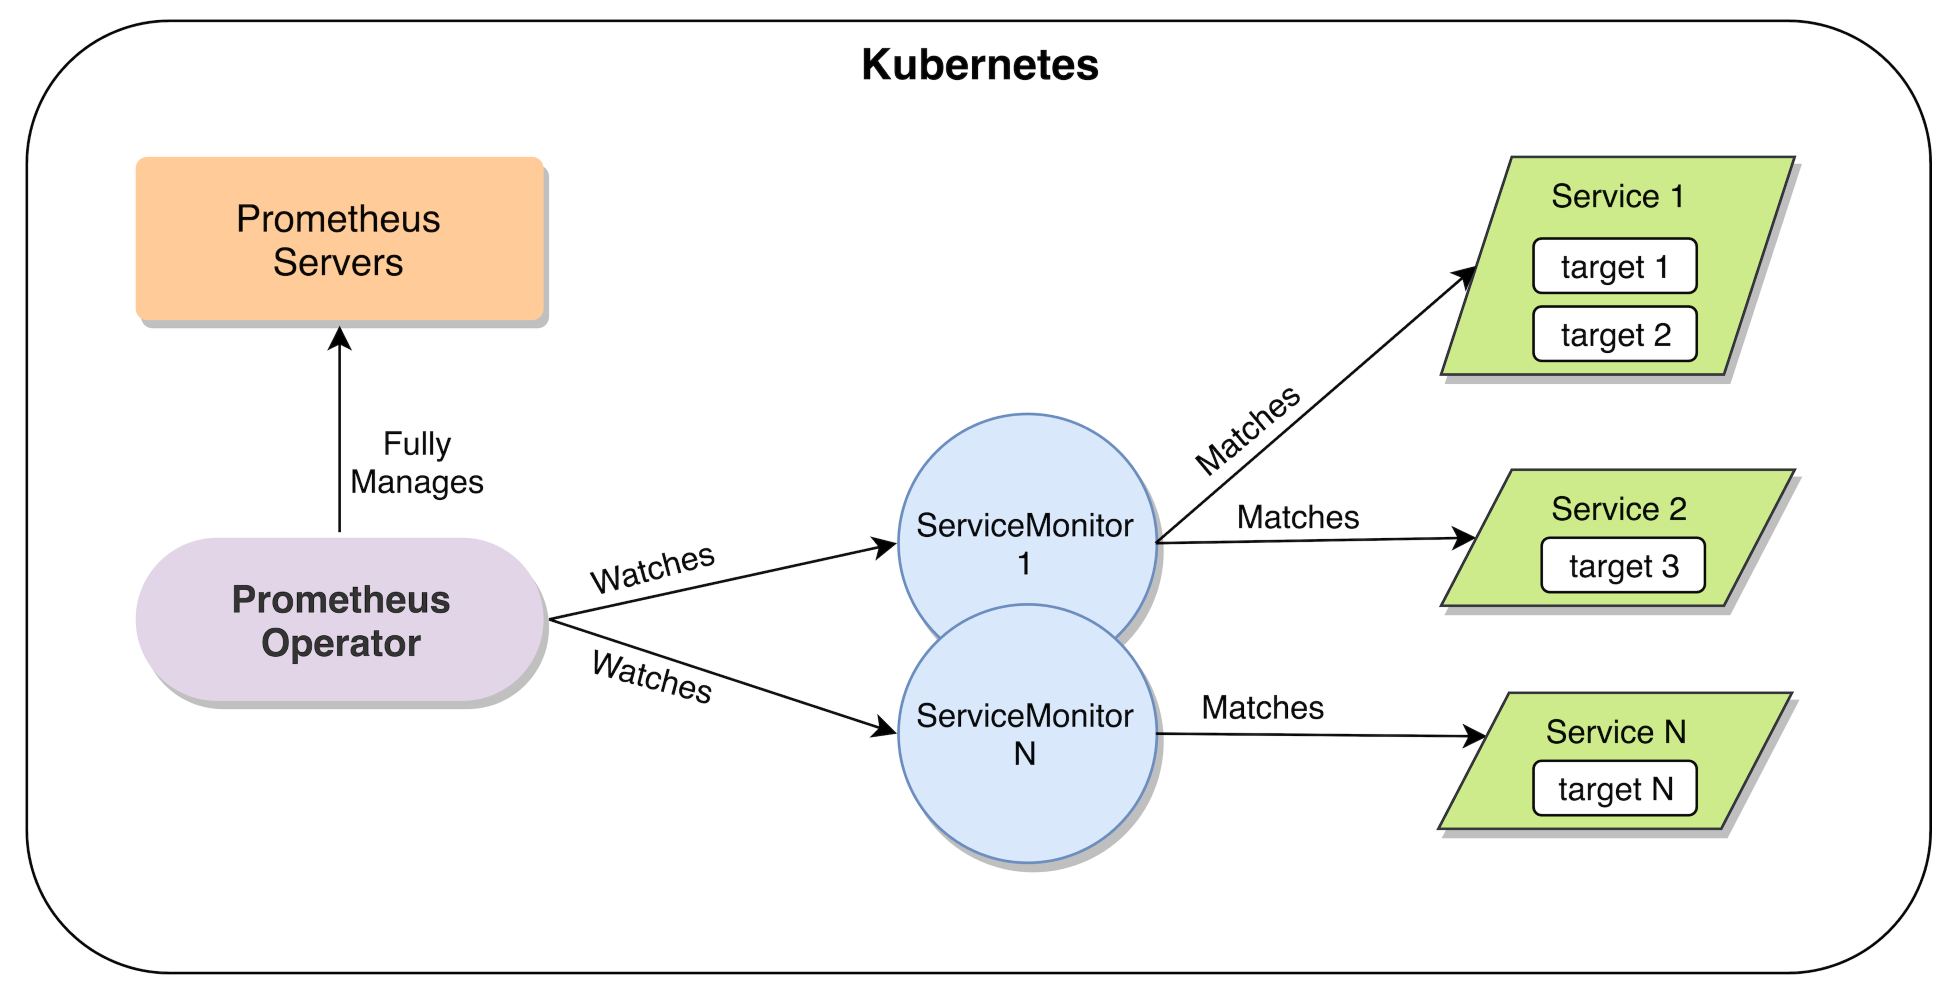 Kubernetes
Prometheus
Servers
Fully
Manages
Prometheus
Operator
Watches
Watches
ServiceMonitor
1
ServiceMonitor
N
Matches
Matches
Matches
Service 1
target 1
target 2
Service 2
target 3
Service N
target N